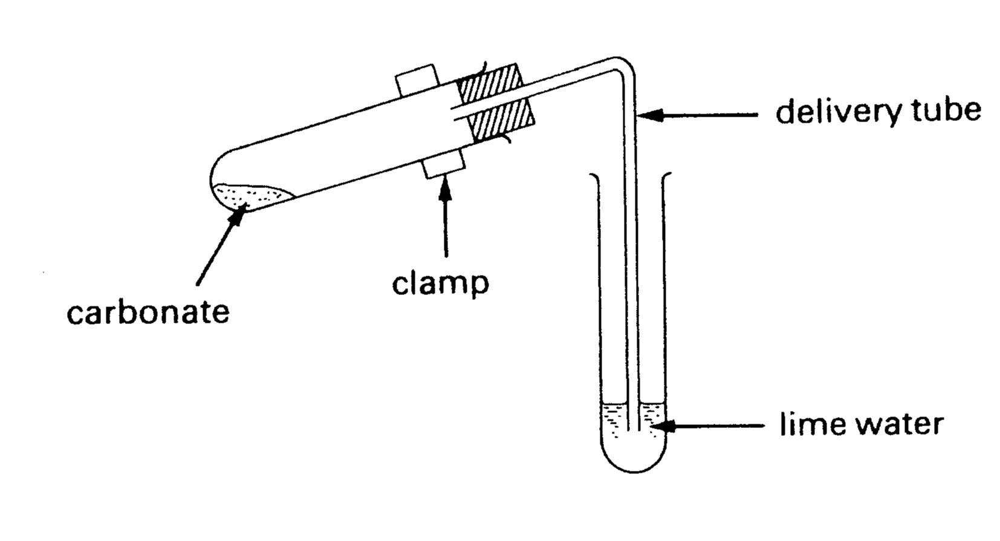 delivery tube
clamp
carbonate
lime water